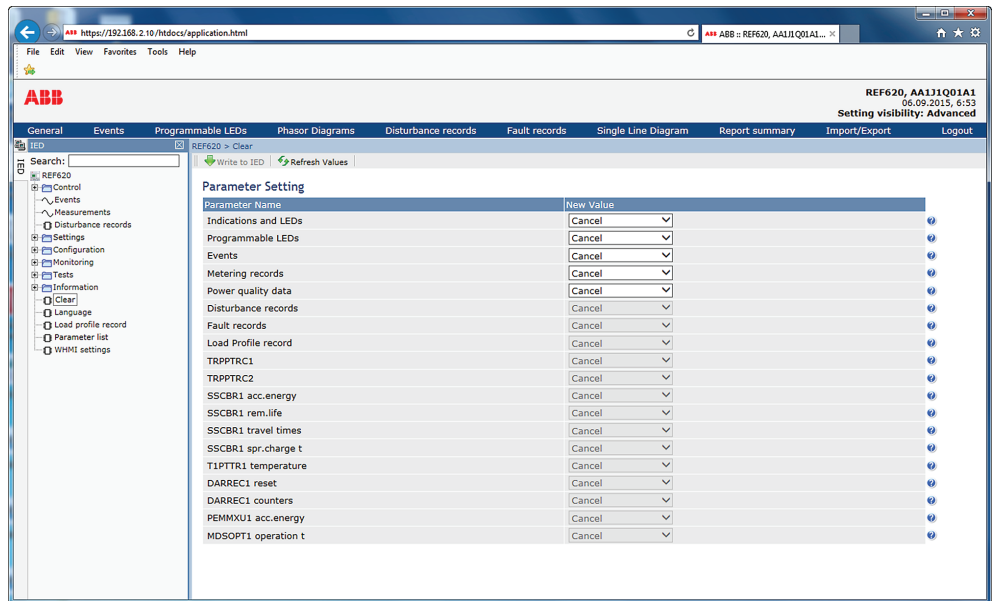 https://192.168.2.10/htdocs/application.html
ABB :: REF620, AA1J1Q01A1...
File Edit View Favorites Tools Help
ABB
REF620, AA1J1Q01A1
06.09.2015, 6:53
Setting visibility: Advanced
General Events Programmable LEDs Phasor Diagrams Disturbance records Fault records Single Line Diagram Report summary Import/Export Logout
IED
IED
REF620 > Clear
Search:
Write to IED Refresh Values
REF620
Control
Events
Measurements
Disturbance records
Settings
Configuration
Monitoring
Tests
Information
Clear
Language
Load profile record
Parameter list
WHMI settings
Parameter Setting
Parameter Name New Value
Indications and LEDs Cancel
Programmable LEDs Cancel
Events Cancel
Metering records Cancel
Power quality data Cancel
Disturbance records Cancel
Fault records Cancel
Load Profile record Cancel
TRPPTRC1 Cancel
TRPPTRC2 Cancel
SSCBR1 acc.energy Cancel
SSCBR1 rem.life Cancel
SSCBR1 travel times Cancel
SSCBR1 spr.charge t Cancel
T1PTTR1 temperature Cancel
DARREC1 reset Cancel
DARREC1 counters Cancel
PEMMXU1 acc.energy Cancel
MDSOPT1 operation t Cancel